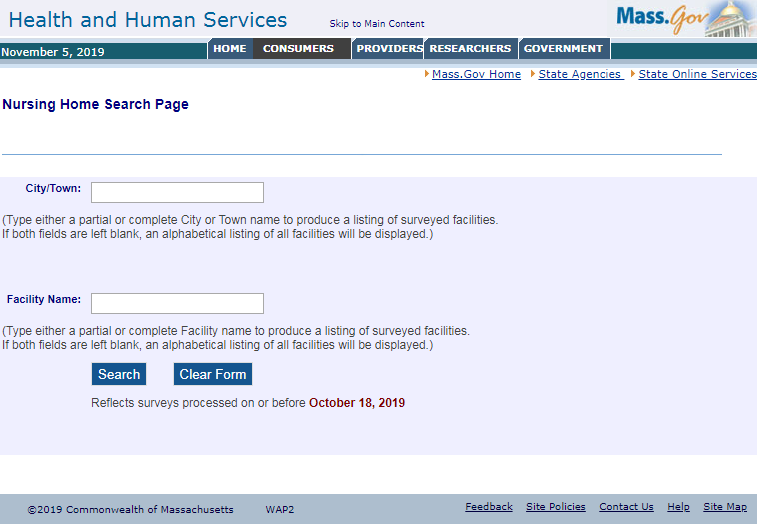 Health and Human Services
Skip to Main Content
Mass.Gov
November 5, 2019
HOME CONSUMERS PROVIDERS RESEARCHERS GOVERNMENT
Mass.Gov Home State Agencies State Online Services
Nursing Home Search Page
City/Town:
(Type either a partial or complete City or Town name to produce a listing of surveyed facilities.
If both fields are left blank, an alphabetical listing of all facilities will be displayed.)
Facility Name:
(Type either a partial or complete Facility name to produce a listing of surveyed facilities.
If both fields are left blank, an alphabetical listing of all facilities will be displayed.)
Search Clear Form
Reflects surveys processed on or before October 18, 2019
©2019 Commonwealth of Massachusetts WAP2 Feedback Site Policies Contact Us Help Site Map